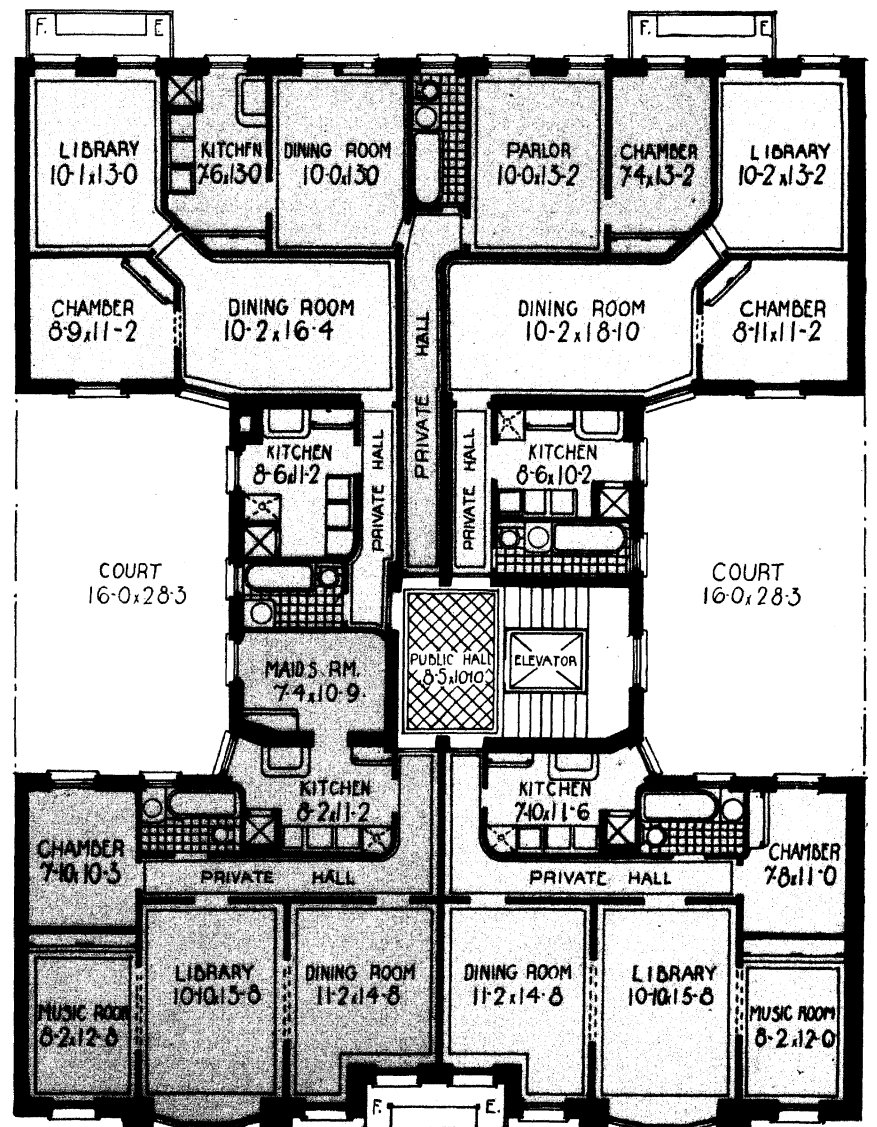 F. E
F. E
LIBRARY
10-1x13-0
KITCHEN
7-6x13-0
DINING ROOM
10-0x13-0
PARLOR
10-0x13-2
CHAMBER
7-4x13-2
LIBRARY
10-2x13-2
CHAMBER
8-9x11-2
DINING ROOM
10-2x16-4
PRIVATE HALL
DINING ROOM
10-2x18-10
CHAMBER
8-11x11-2
KITCHEN
8-6x11-2
PRIVATE HALL
PRIVATE HALL
KITCHEN
8-6x10-2
COURT
16-0x28-3
COURT
16-0x28-3
MAIDS RM.
7-4x10-9
PUBLIC HALL
8-5x10-10
ELEVATOR
KITCHEN
8-2x11-2
KITCHEN
7-10x11-6
CHAMBER
7-10x10-3
CHAMBER
7-8x11-0
PRIVATE HALL
PRIVATE HALL
MUSIC ROOM
8-2x12-8
LIBRARY
10-10x15-8
DINING ROOM
11-2x14-8
DINING ROOM
11-2x14-8
LIBRARY
10-10x15-8
MUSIC ROOM
8-2x12-0
F. E.